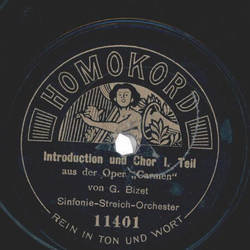 HOMOKORD
Introduction und Chor I. Teil
aus der Oper „Carmen“
von G. Bizet
Sinfonie-Streich-Orchester
11401
REIN IN TON UND WORT